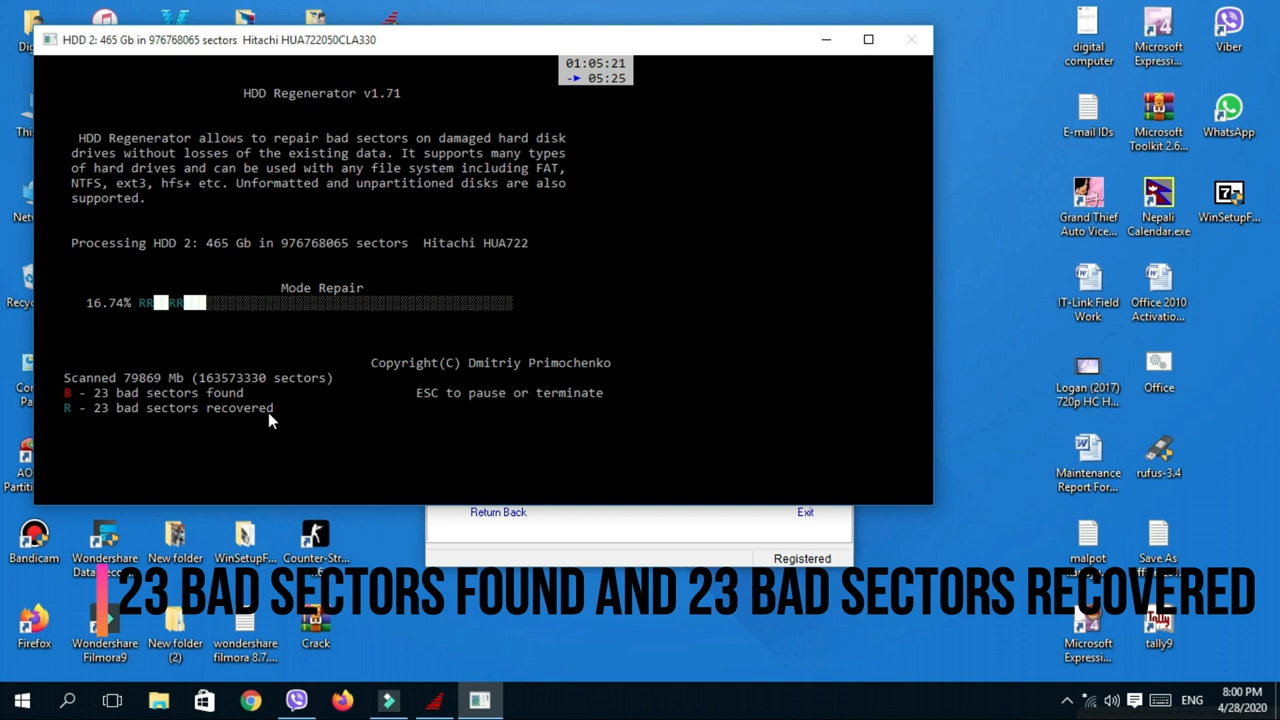 HDD 2: 465 Gb in 976768065 sectors Hitachi HUA722050CLA330
01:05:21
05:25
HDD Regenerator v1.71
HDD Regenerator allows to repair bad sectors on damaged hard disk
drives without losses of the existing data. It supports many types
of hard drives and can be used with any file system including FAT,
NTFS, ext3, hfs+ etc. Unformatted and unpartitioned disks are also
supported.
Processing HDD 2: 465 Gb in 976768065 sectors Hitachi HUA722
Mode Repair
16.74% RR RR
Copyright(C) Dmitriy Primochenko
Scanned 79869 Mb (163573330 sectors)
B - 23 bad sectors found
ESC to pause or terminate
R - 23 bad sectors recovered
Return Back
Exit
Registered
digital
computer
Microsoft
Expressi...
Viber
E-mail IDs
Microsoft
Toolkit 2.6...
WhatsApp
Grand Thief
Auto Vice...
Nepali
Calendar.exe
WinSetupF...
IT-Link Field
Work
Office 2010
Activatio...
Logan (2017)
720p HC H...
Office
Maintenance
Report For...
rufus-3.4
Bandicam
Wondershare
New folder
WinSetupF...
Counter-Str...
malpot
Save As
23 BAD SECTORS FOUND AND 23 BAD SECTORS RECOVERED
Firefox
Wondershare
Filmora9
New folder
(2)
wondershare
filmora 8.7....
Crack
Microsoft
Expressi...
Tally
tally9
ENG
8:00 PM
4/28/2020